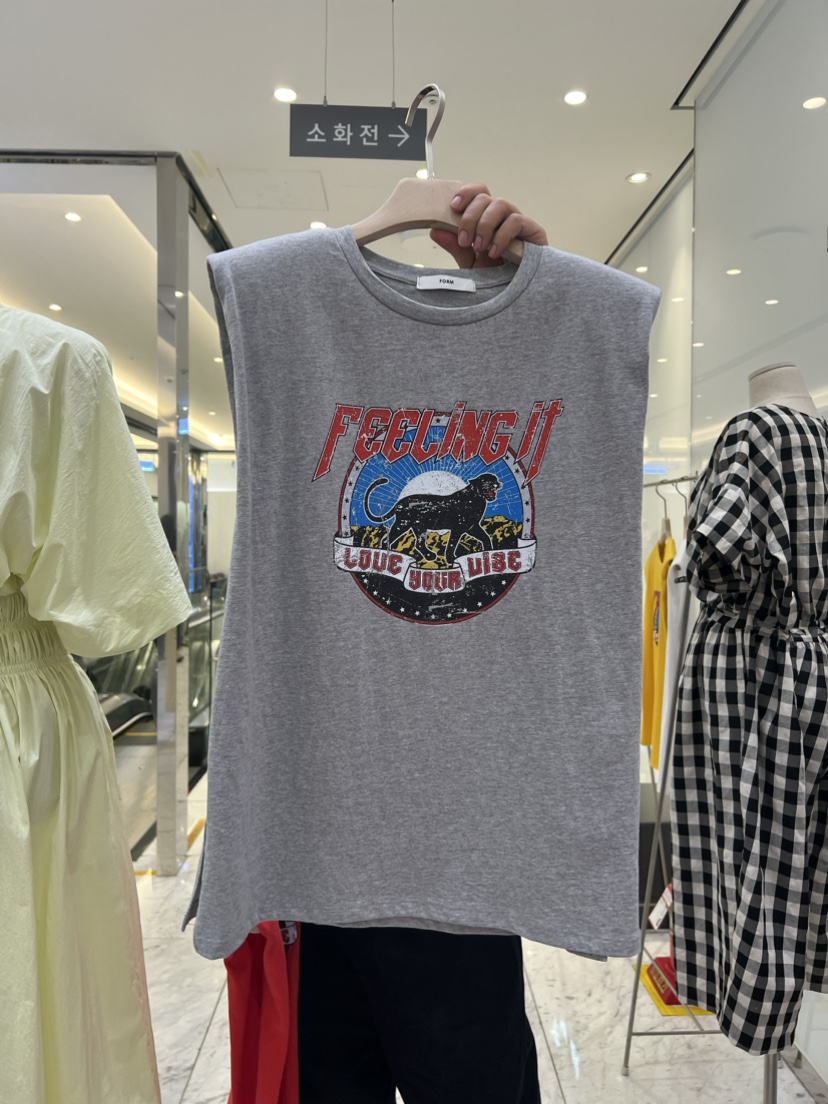 소화전 →
FORM
FEELING IT
LOVE YOUR VIBE